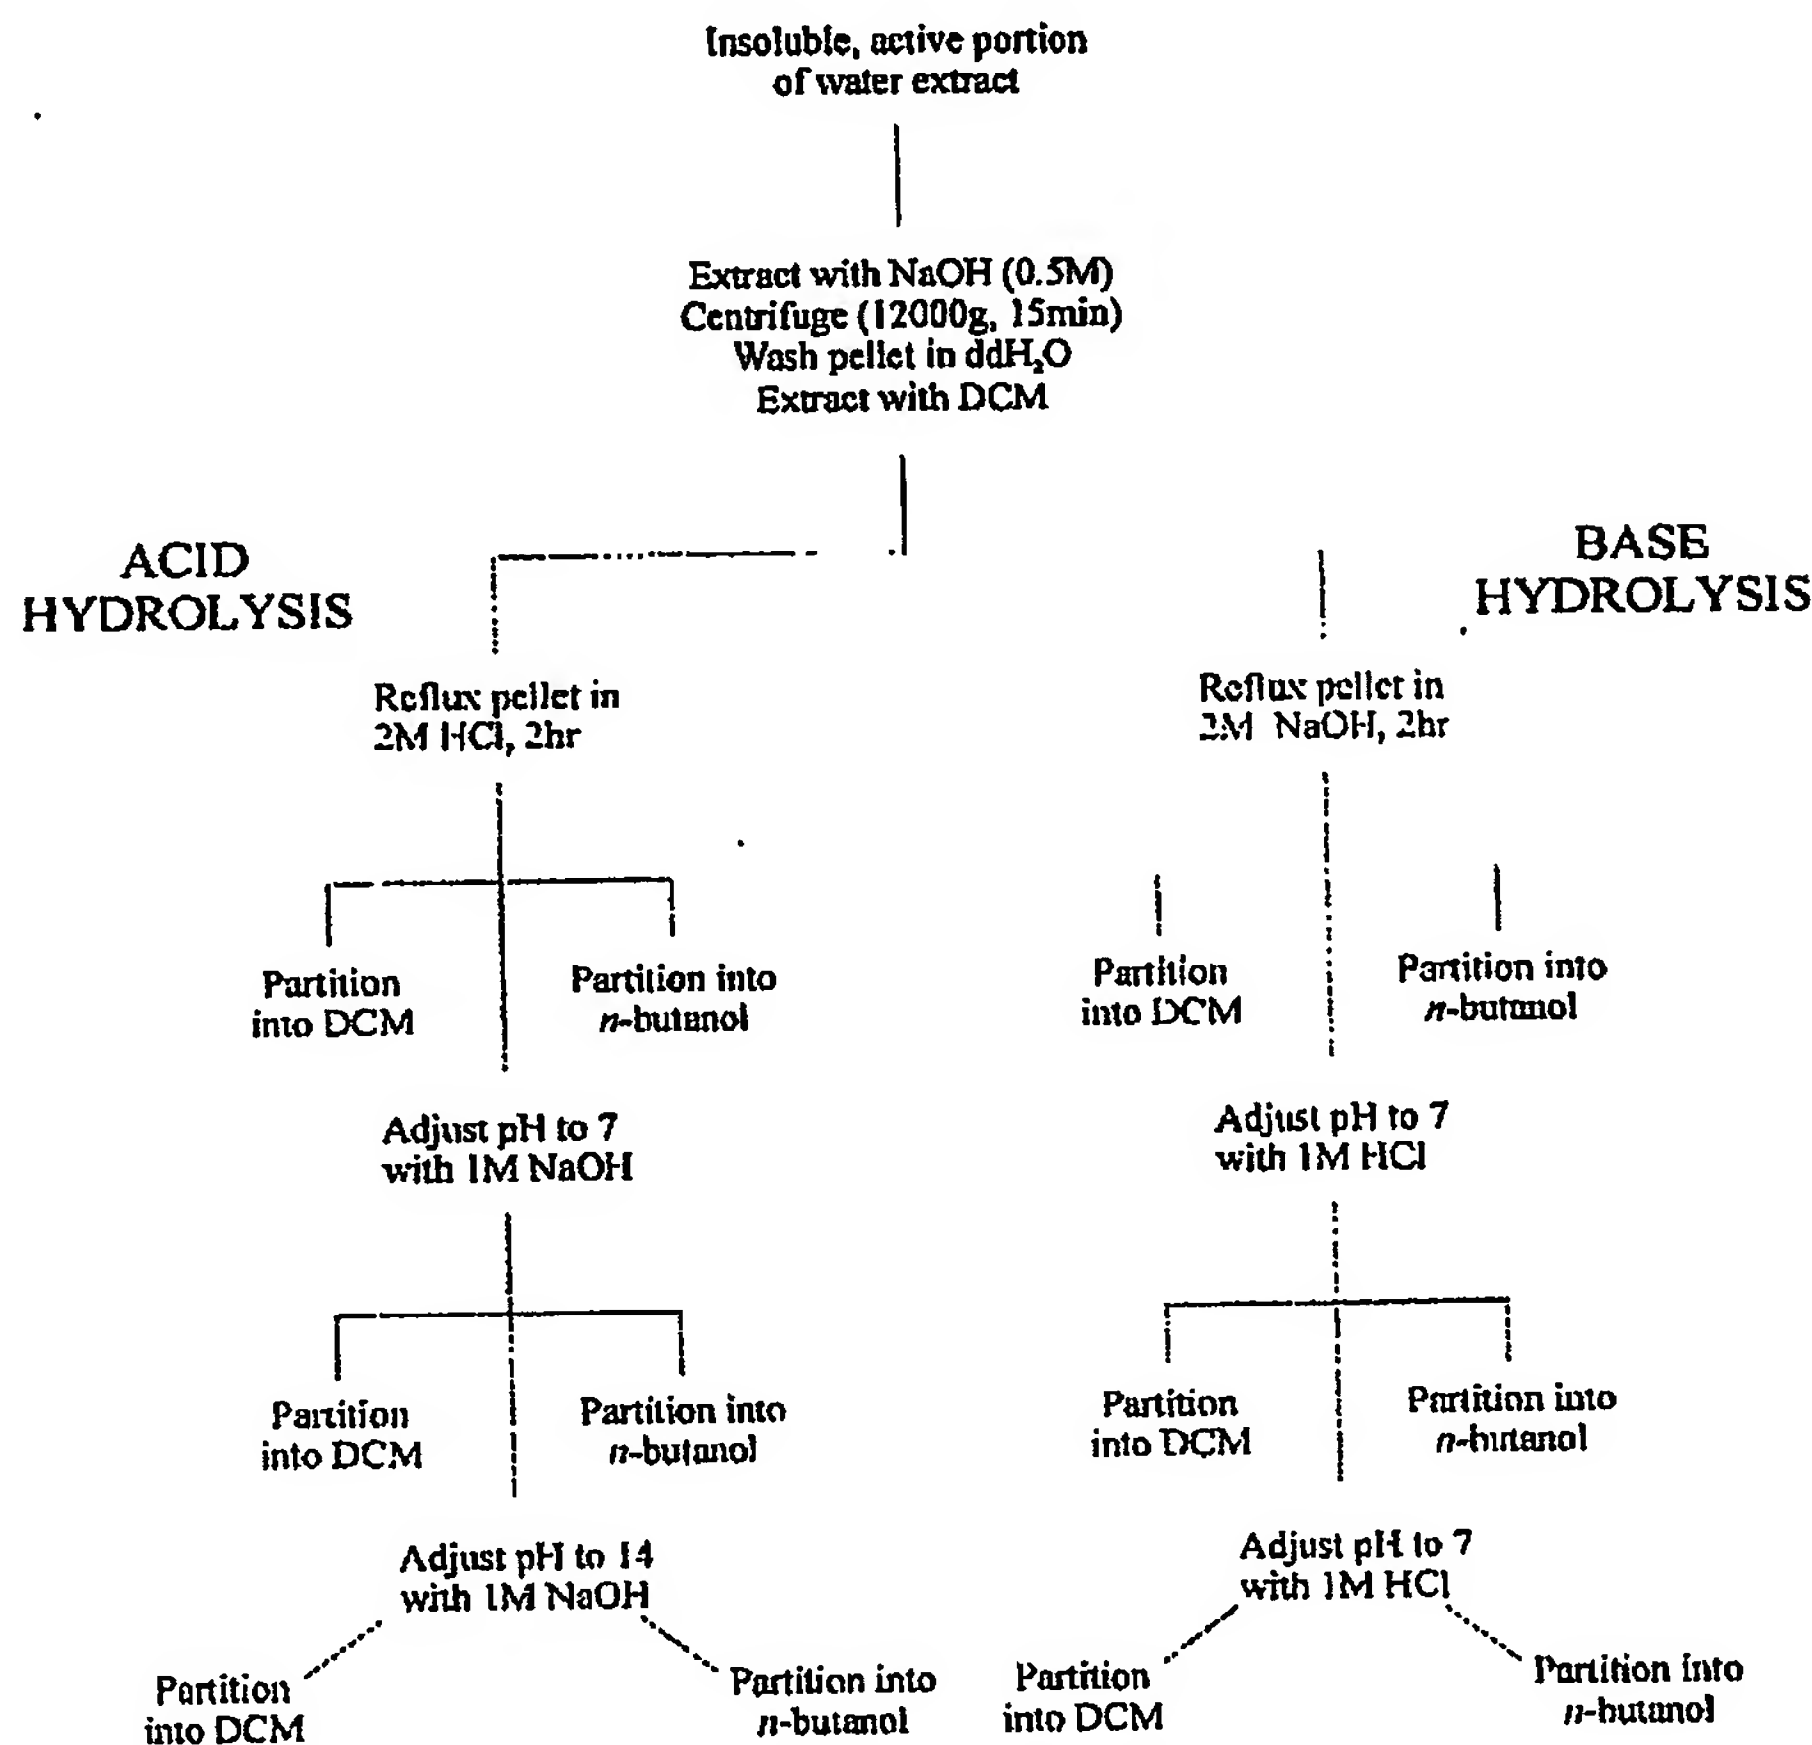 Insoluble, active portion
of water extract
Extract with NaOH (0.5M)
Centrifuge (12000g, 15min)
Wash pellet in ddH₂O
Extract with DCM
ACID
HYDROLYSIS
BASE
HYDROLYSIS
Reflux pellet in
2M HCl, 2hr
Reflux pellet in
2M NaOH, 2hr
Partition
into DCM
Partition into
n-butanol
Partition
into DCM
Partition into
n-butanol
Adjust pH to 7
with 1M NaOH
Adjust pH to 7
with 1M HCl
Partition
into DCM
Partition into
n-butanol
Partition
into DCM
Partition into
n-butanol
Adjust pH to 14
with 1M NaOH
Adjust pH to 7
with 1M HCl
Partition
into DCM
Partition into
n-butanol
Partition
into DCM
Partition into
n-butanol